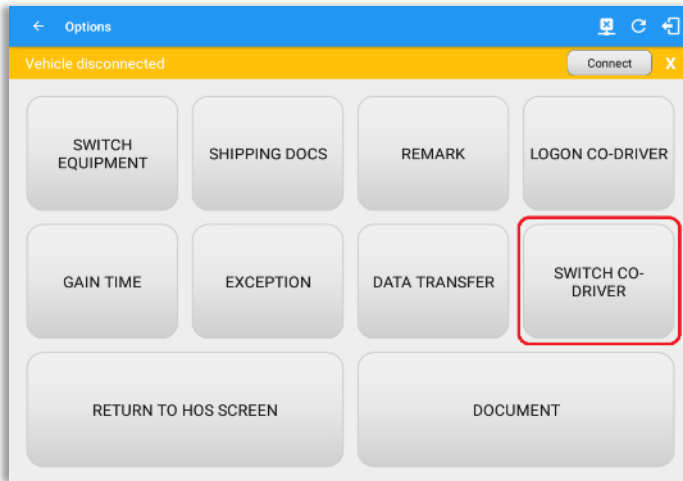 Options
Vehicle disconnected
Connect
X
SWITCH
EQUIPMENT
SHIPPING DOCS
REMARK
LOGON CO-DRIVER
GAIN TIME
EXCEPTION
DATA TRANSFER
SWITCH CO-
DRIVER
RETURN TO HOS SCREEN
DOCUMENT